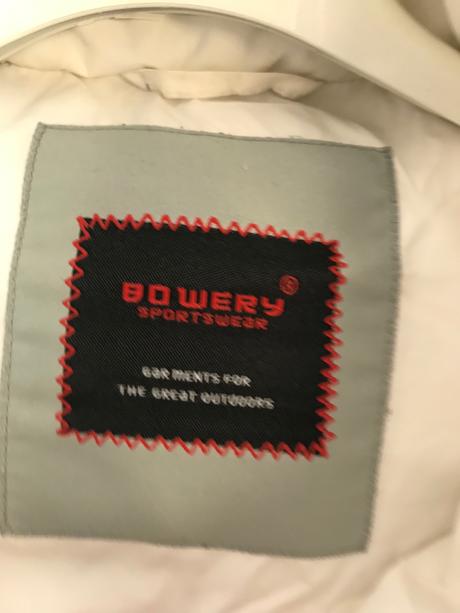 BOWERY ®
SPORTSWEAR
GARMENTS FOR
THE GREAT OUTDOORS